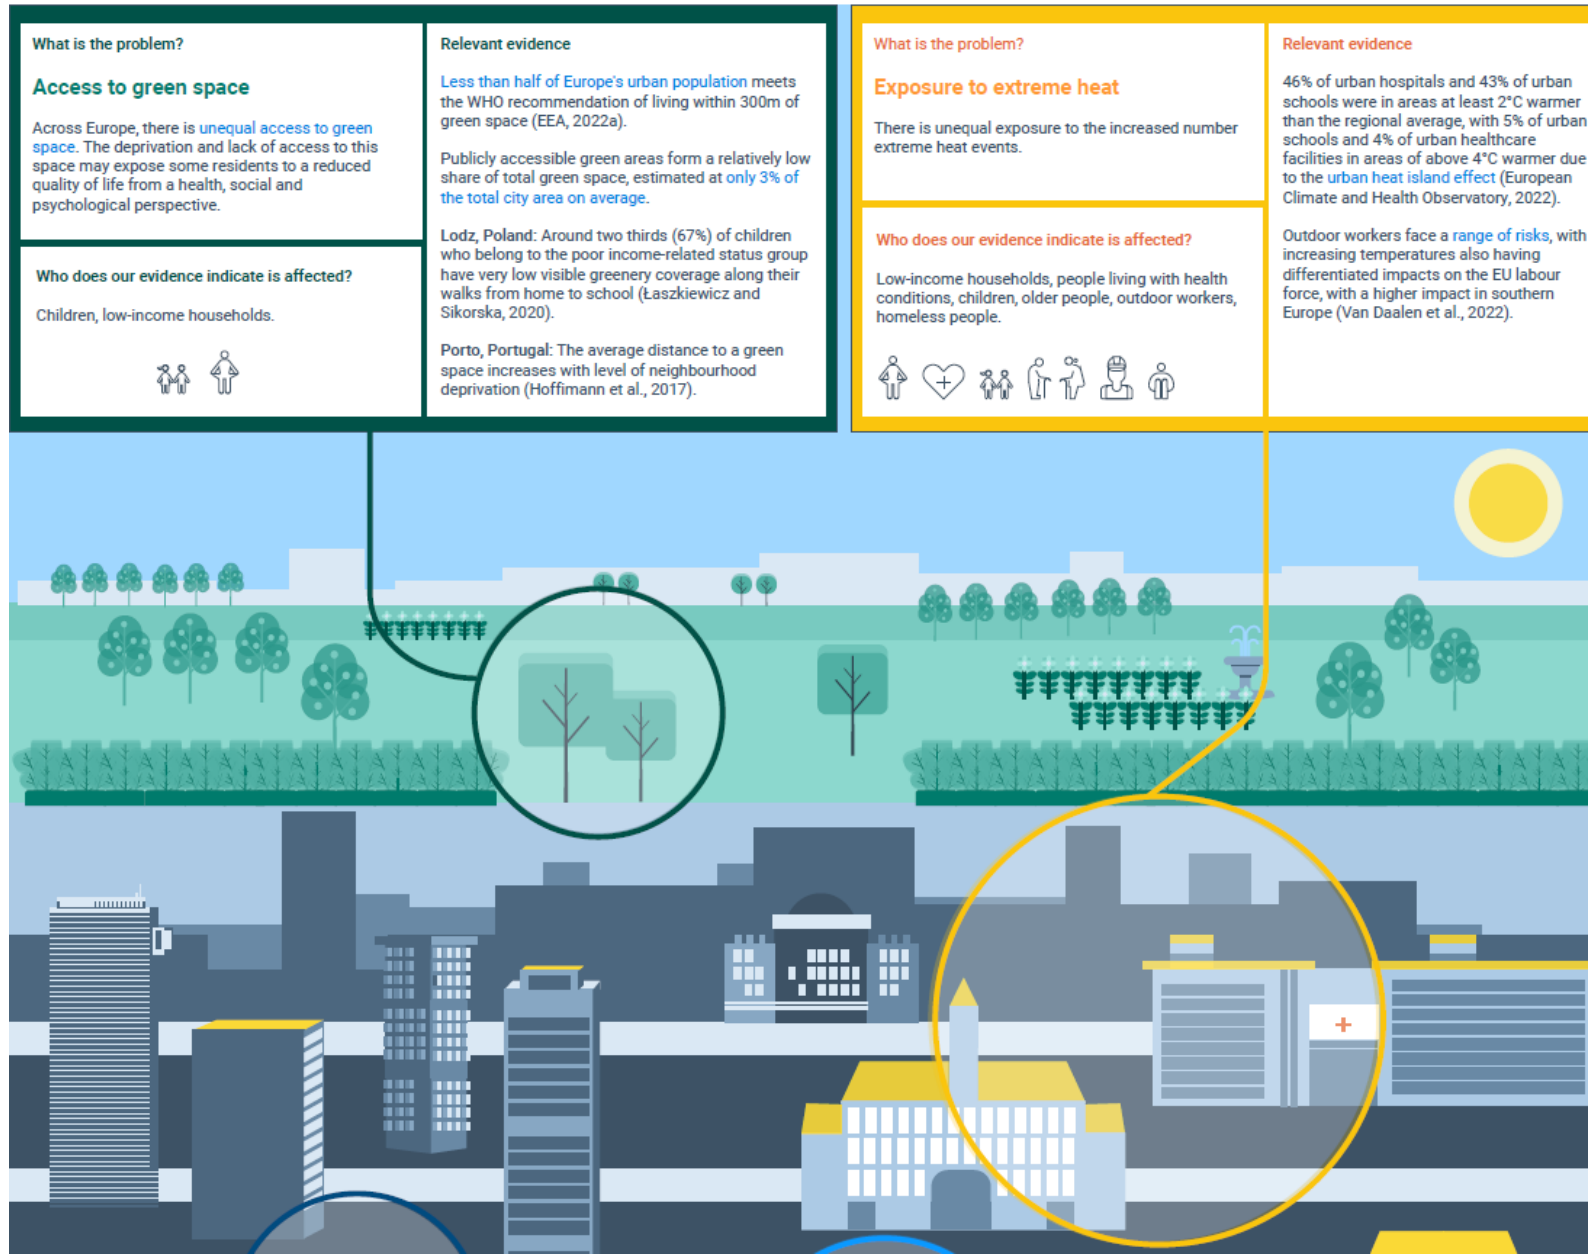 What is the problem?
Access to green space
Across Europe, there is unequal access to green
space. The deprivation and lack of access to this
space may expose some residents to a reduced
quality of life from a health, social and
psychological perspective.
Who does our evidence indicate is affected?
Children, low-income households.
Relevant evidence
Less than half of Europe's urban population meets
the WHO recommendation of living within 300m of
green space (EEA, 2022a).
Publicly accessible green areas form a relatively low
share of total green space, estimated at only 3% of
the total city area on average.
Lodz, Poland: Around two thirds (67%) of children
who belong to the poor income-related status group
have very low visible greenery coverage along their
walks from home to school (Łaszkiewicz and
Sikorska, 2020).
Porto, Portugal: The average distance to a green
space increases with level of neighbourhood
deprivation (Hoffimann et al., 2017).
What is the problem?
Exposure to extreme heat
There is unequal exposure to the increased number
extreme heat events.
Who does our evidence indicate is affected?
Low-income households, people living with health
conditions, children, older people, outdoor workers,
homeless people.
Relevant evidence
46% of urban hospitals and 43% of urban
schools were in areas at least 2°C warmer
than the regional average, with 5% of urban
schools and 4% of urban healthcare
facilities in areas of above 4°C warmer due
to the urban heat island effect (European
Climate and Health Observatory, 2022).
Outdoor workers face a range of risks, with
increasing temperatures also having
differentiated impacts on the EU labour
force, with a higher impact in southern
Europe (Van Daalen et al., 2022).